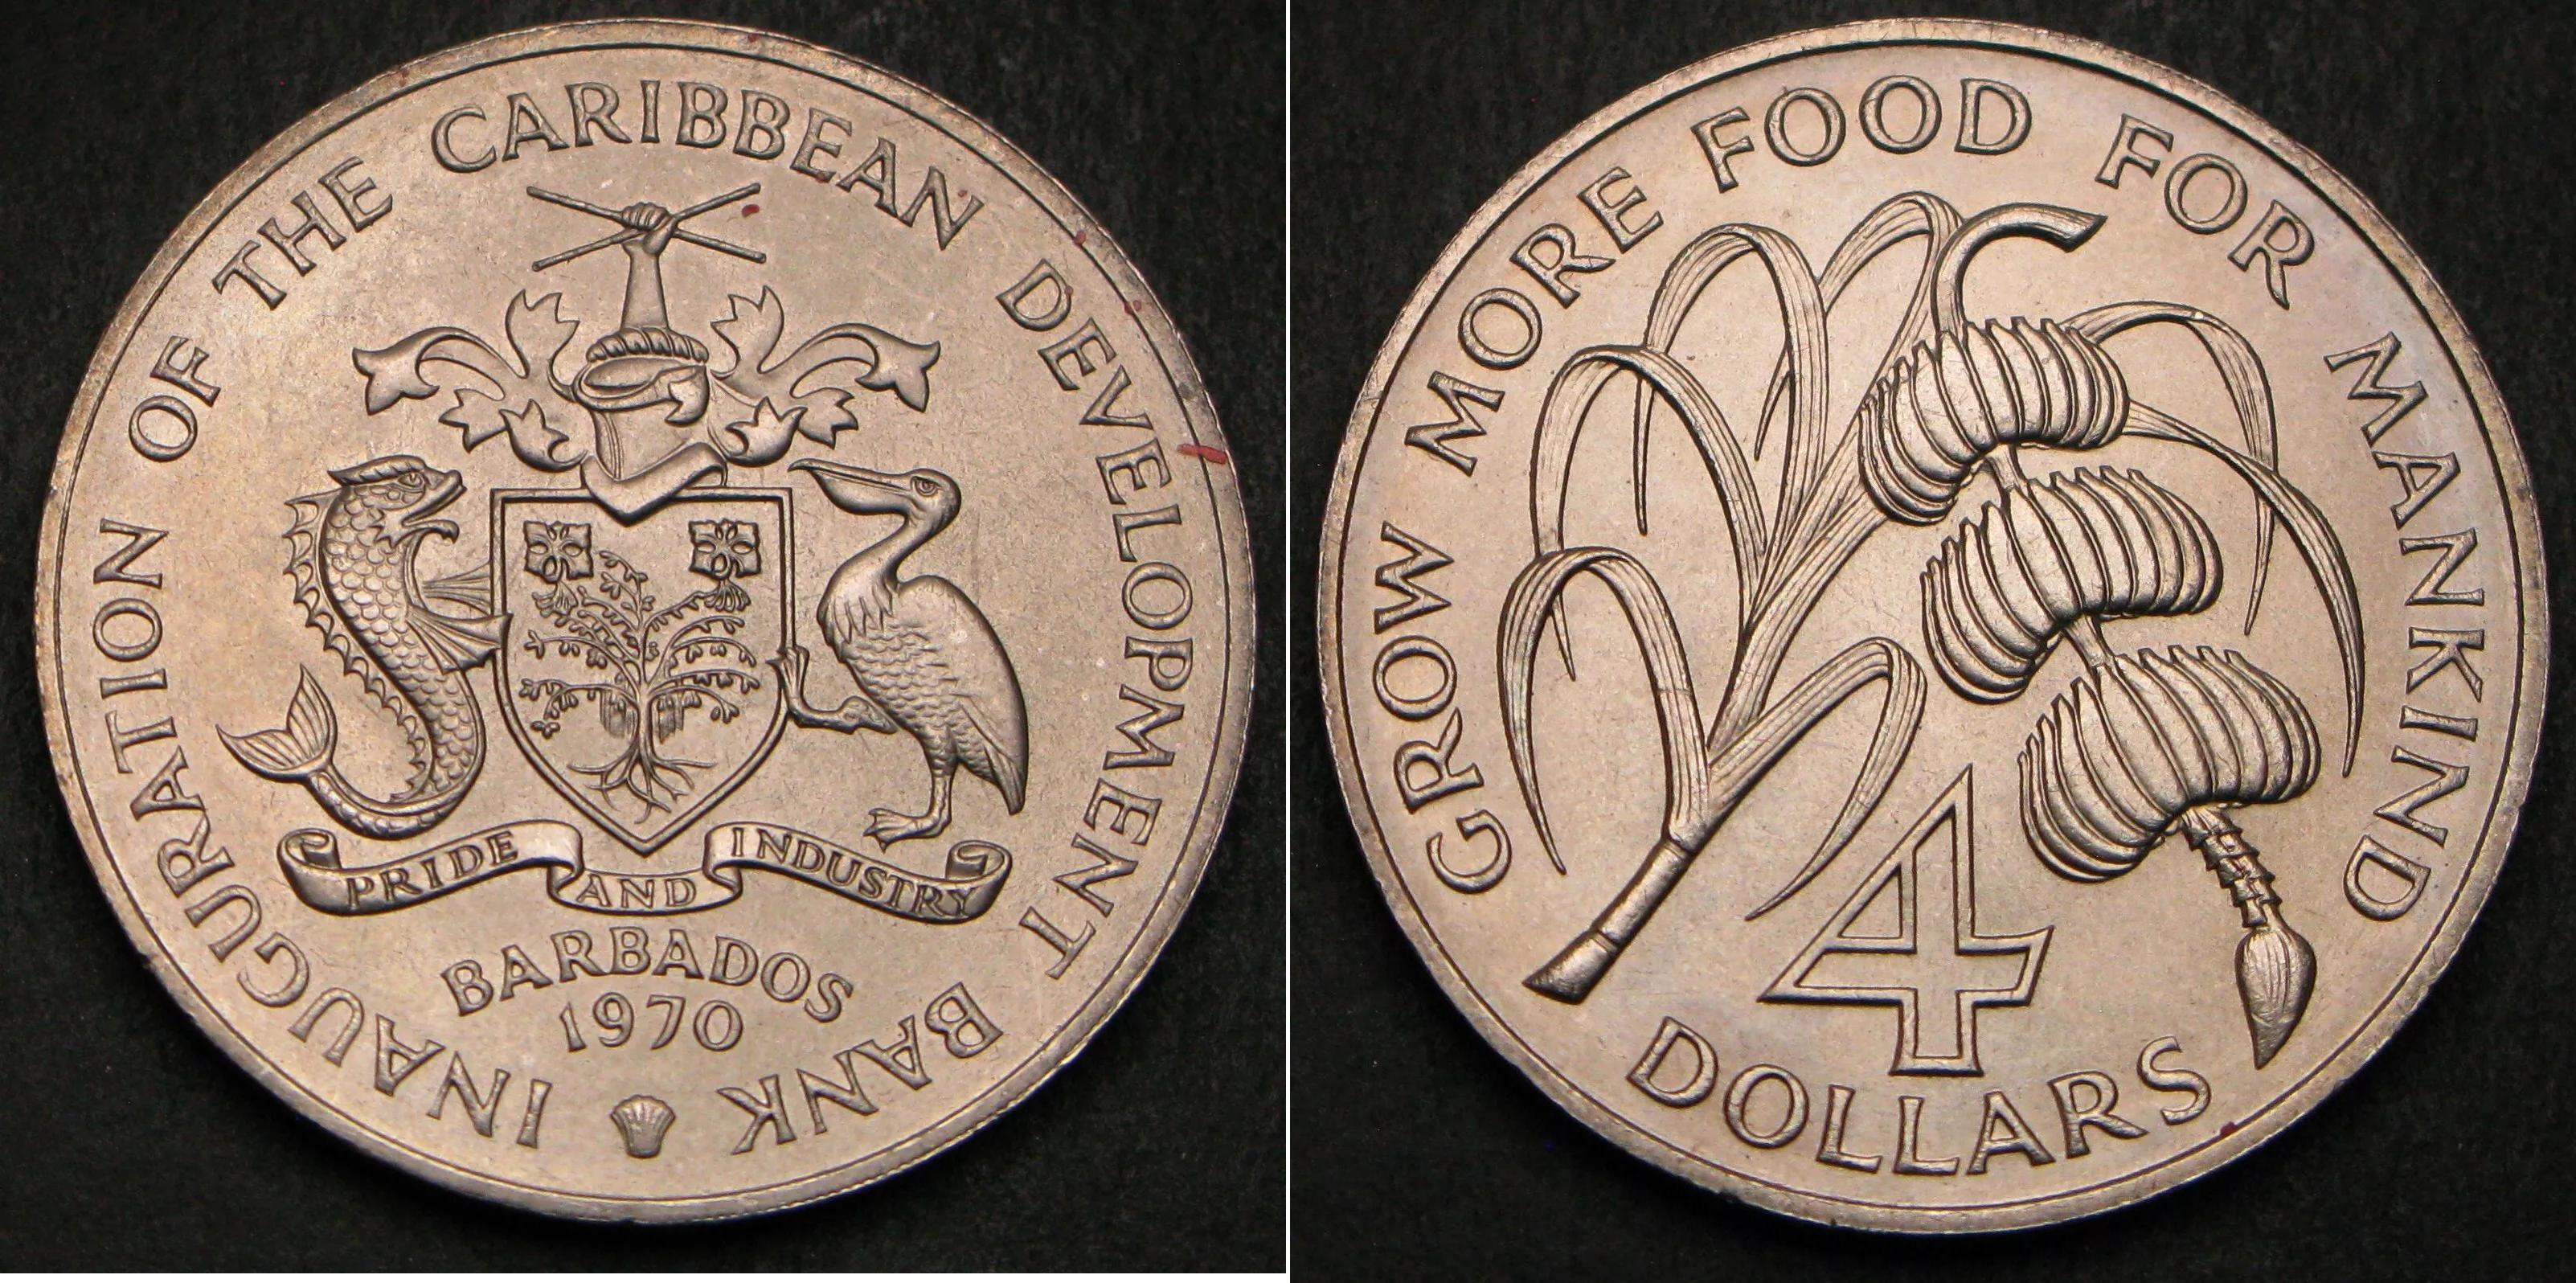 INAUGURATION OF THE CARIBBEAN DEVELOPMENT BANK
PRIDE AND INDUSTRY
BARBADOS
1970
GROW MORE FOOD FOR MANKIND
4
DOLLARS